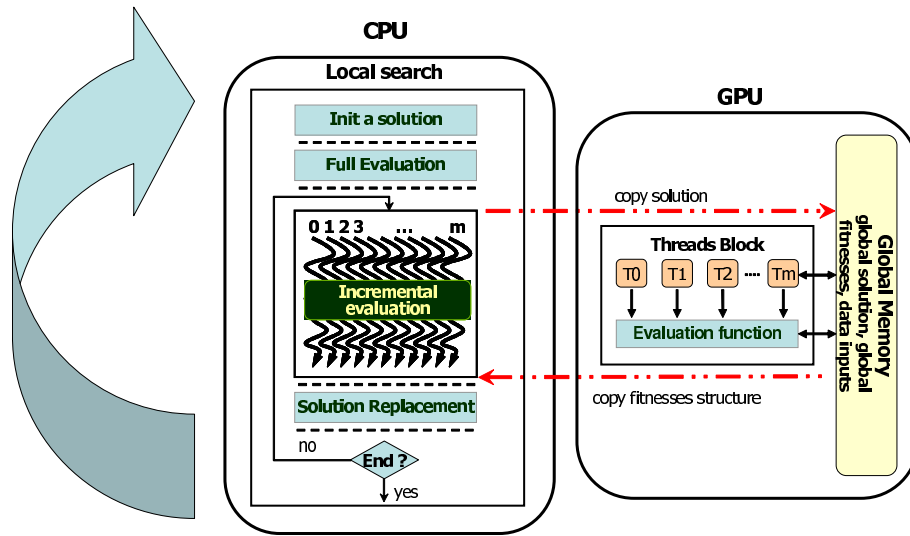 CPU
Local search
Init a solution
Full Evaluation
0 1 2 3 ... m
Incremental
evaluation
Solution Replacement
no
End ?
yes
GPU
copy solution
Threads Block
T0 T1 T2 .... Tm
Evaluation function
copy fitnesses structure
Global Memory
global solution, global
fitnesses, data inputs